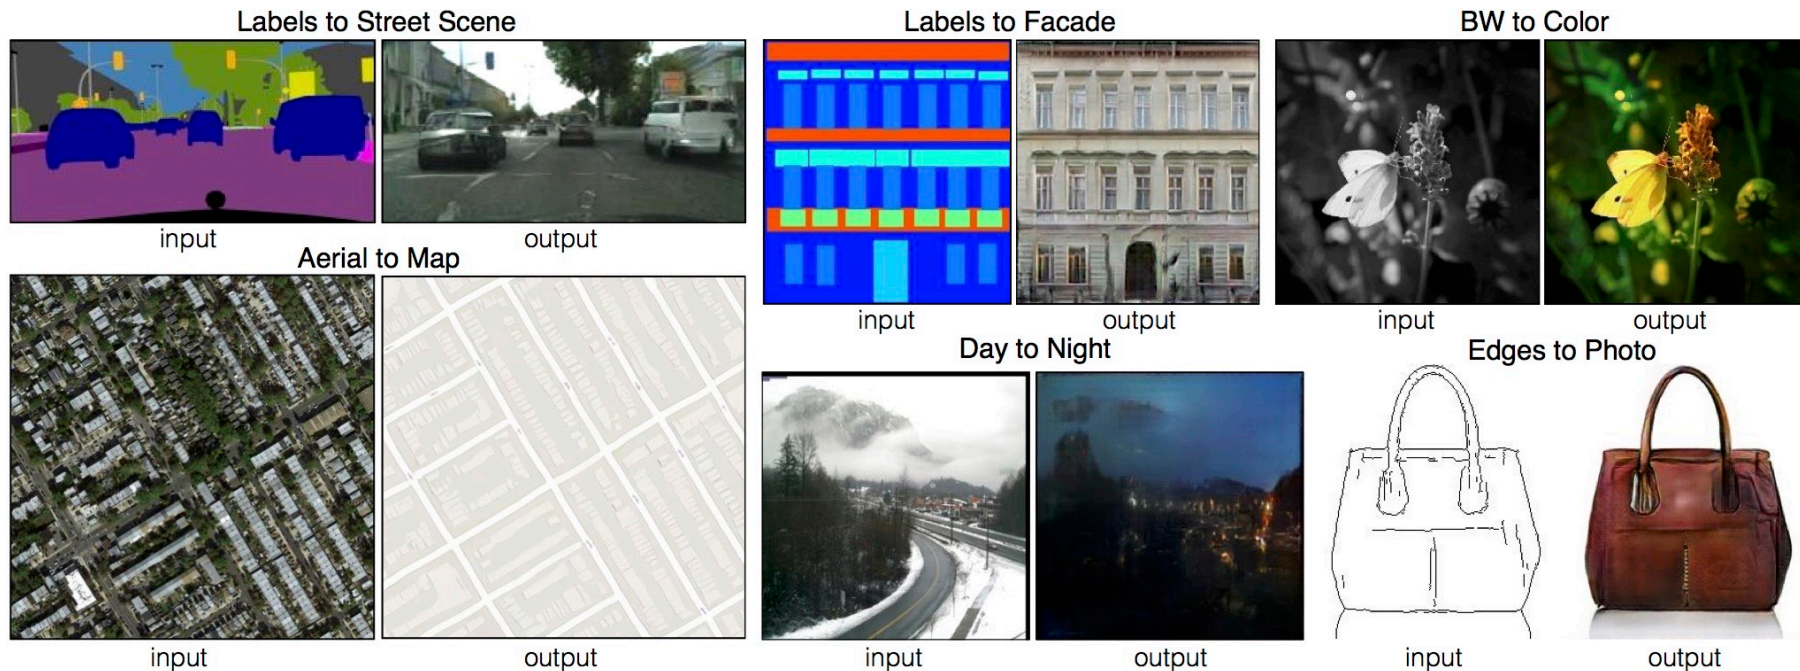 Labels to Street Scene
input
output
Aerial to Map
input
output
Labels to Facade
input
output
Day to Night
input
output
BW to Color
input
output
Edges to Photo
input
output